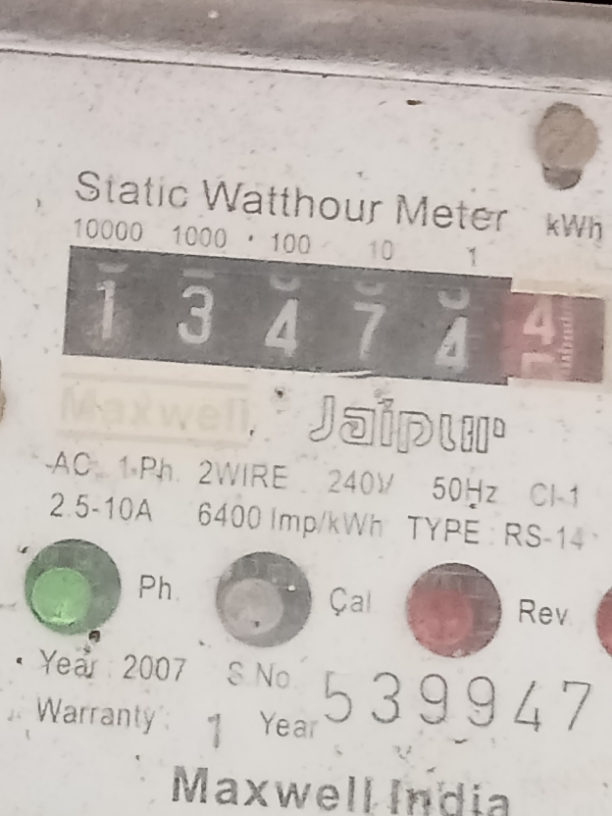 Static Watthour Meter kWh
10000 1000 100 10 1
1 3 4 7 4 4
Maxwell Jaipur
AC 1-Ph. 2WIRE 240V 50Hz Cl-1
2.5-10A 6400 Imp/kWh TYPE RS-14
Ph. Cal Rev
Year : 2007 S.No. 539947
Warranty : 1 Year
Maxwell India